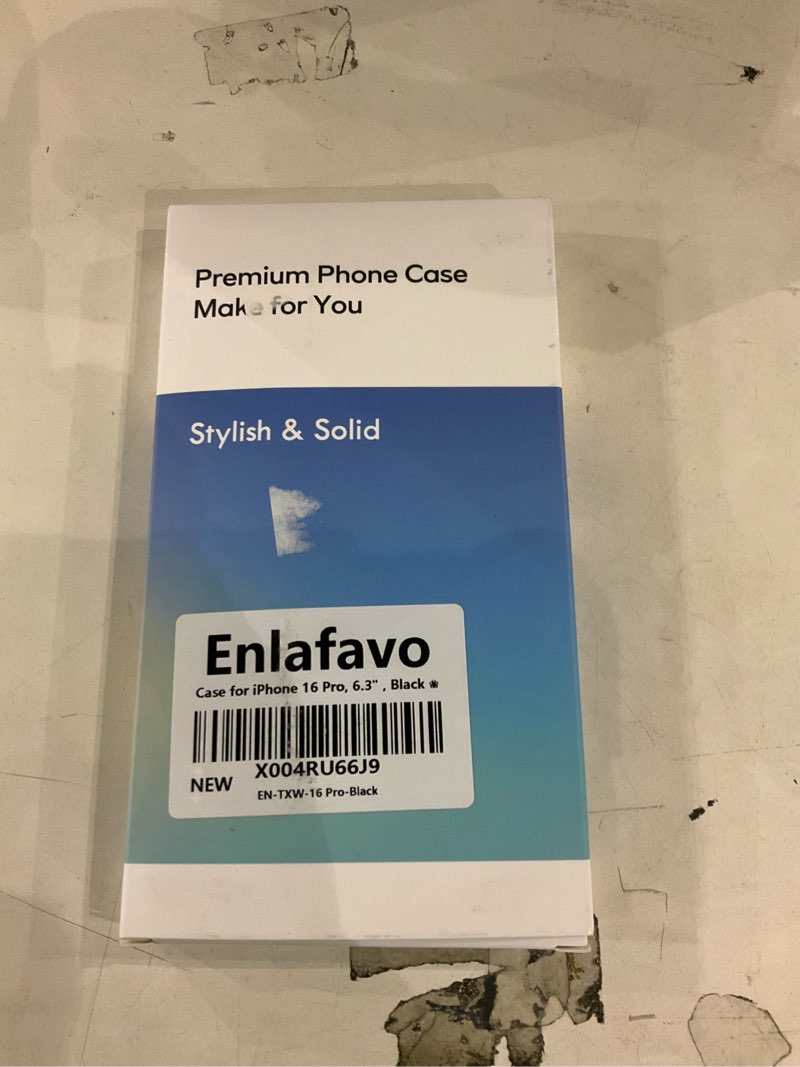 Premium Phone Case
Make for You
Stylish & Solid
Enlafavo
Case for iPhone 16 Pro, 6.3" , Black ❀
X004RU66J9
NEW
EN-TXW-16 Pro-Black